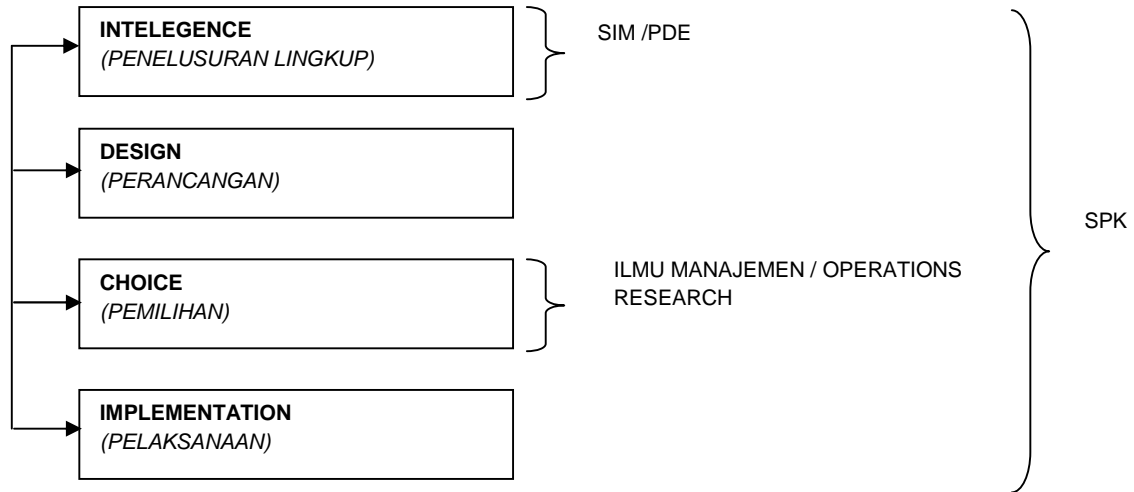 INTELEGENCE
(PENELUSURAN LINGKUP)
SIM /PDE
DESIGN
(PERANCANGAN)
CHOICE
(PEMILIHAN)
ILMU MANAJEMEN / OPERATIONS
RESEARCH
IMPLEMENTATION
(PELAKSANAAN)
SPK